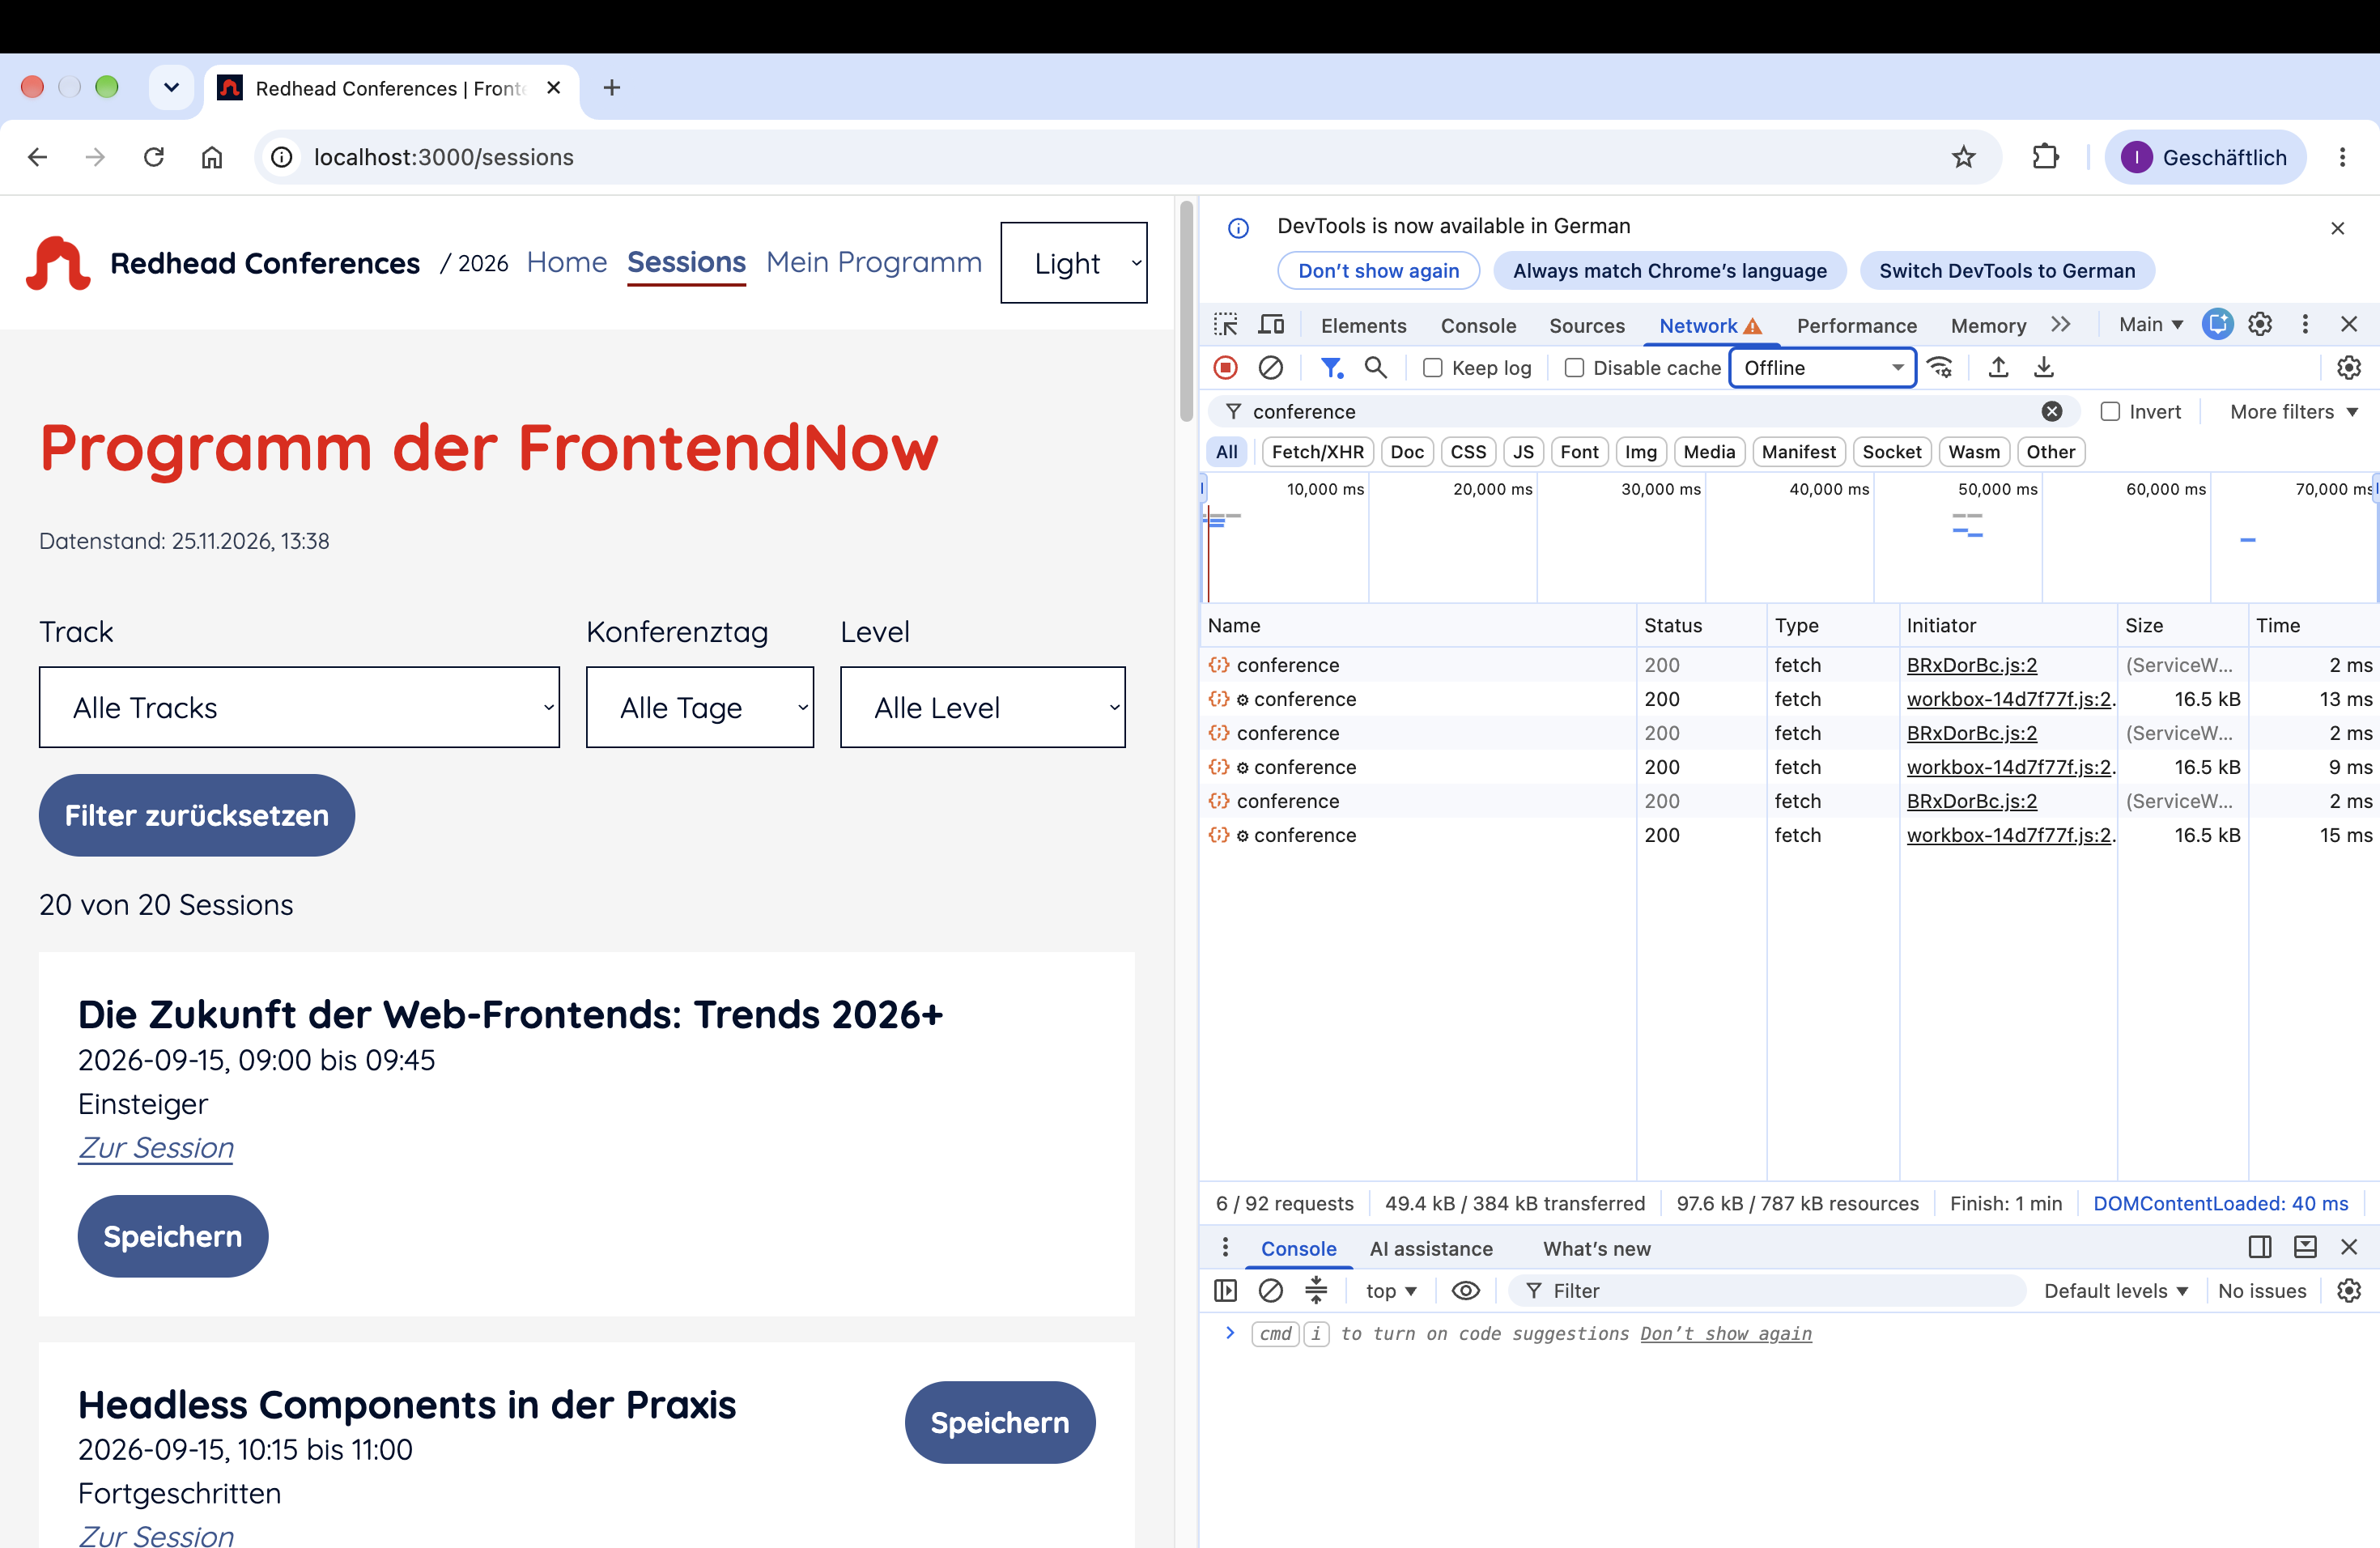 Redhead Conferences | Fronte
localhost:3000/sessions
I
Geschäftlich
Redhead Conferences / 2026 Home Sessions Mein Programm Light
Programm der FrontendNow
Datenstand: 25.11.2026, 13:38
Track Konferenztag Level
Alle Tracks Alle Tage Alle Level
Filter zurücksetzen
20 von 20 Sessions
Die Zukunft der Web-Frontends: Trends 2026+
2026-09-15, 09:00 bis 09:45
Einsteiger
Zur Session
Speichern
Headless Components in der Praxis
2026-09-15, 10:15 bis 11:00
Fortgeschritten
Zur Session
Speichern
DevTools is now available in German
Don’t show again Always match Chrome’s language Switch DevTools to German
Elements Console Sources Network Performance Memory Main
Keep log Disable cache Offline
conference Invert More filters
All Fetch/XHR Doc CSS JS Font Img Media Manifest Socket Wasm Other
10,000 ms 20,000 ms 30,000 ms 40,000 ms 50,000 ms 60,000 ms 70,000 ms
Name Status Type Initiator Size Time
conference 200 fetch BRxDorBc.js:2 (ServiceW... 2 ms
conference 200 fetch workbox-14d7f77f.js:2. 16.5 kB 13 ms
conference 200 fetch BRxDorBc.js:2 (ServiceW... 2 ms
conference 200 fetch workbox-14d7f77f.js:2. 16.5 kB 9 ms
conference 200 fetch BRxDorBc.js:2 (ServiceW... 2 ms
conference 200 fetch workbox-14d7f77f.js:2. 16.5 kB 15 ms
6 / 92 requests 49.4 kB / 384 kB transferred 97.6 kB / 787 kB resources Finish: 1 min DOMContentLoaded: 40 ms
Console AI assistance What’s new
top Filter Default levels No issues
cmd i to turn on code suggestions Don’t show again